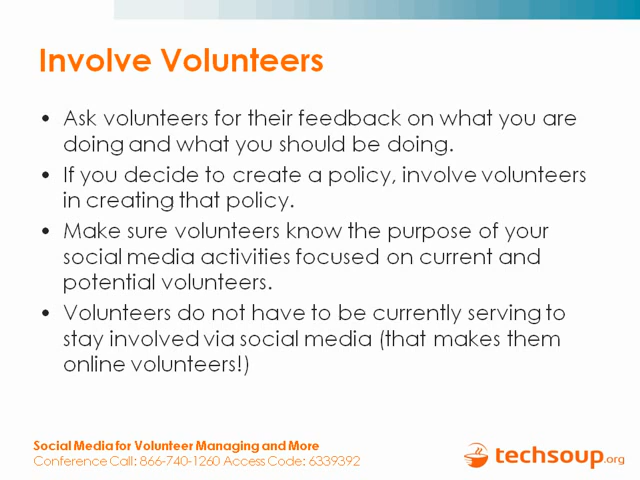 Involve Volunteers
• Ask volunteers for their feedback on what you are
doing and what you should be doing.
• If you decide to create a policy, involve volunteers
in creating that policy.
• Make sure volunteers know the purpose of your
social media activities focused on current and
potential volunteers.
• Volunteers do not have to be currently serving to
stay involved via social media (that makes them
online volunteers!)
Social Media for Volunteer Managing and More
Conference Call: 866-740-1260 Access Code: 6339392
techsoup.org